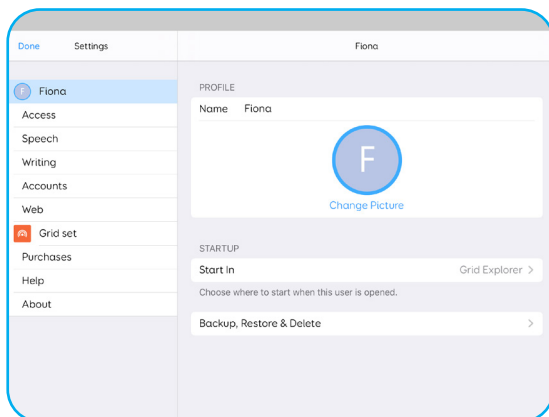 Done
Settings
Fiona
F Fiona
Access
Speech
Writing
Accounts
Web
Grid set
Purchases
Help
About
PROFILE
Name Fiona
F
Change Picture
STARTUP
Start In Grid Explorer >
Choose where to start when this user is opened.
Backup, Restore & Delete >